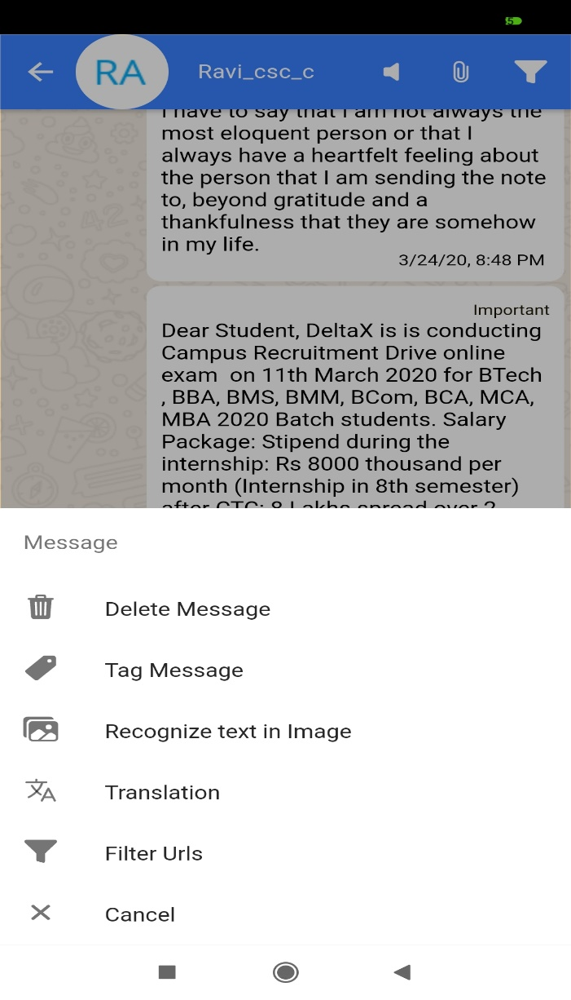 5
RA
Ravi_csc_c
I have to say that I am not always the
most eloquent person or that I
always have a heartfelt feeling about
the person that I am sending the note
to, beyond gratitude and a
thankfulness that they are somehow
in my life.
3/24/20, 8:48 PM
Important
Dear Student, DeltaX is is conducting
Campus Recruitment Drive online
exam  on 11th March 2020 for BTech
, BBA, BMS, BMM, BCom, BCA, MCA,
MBA 2020 Batch students. Salary
Package: Stipend during the
internship: Rs 8000 thousand per
month (Internship in 8th semester)
after CTC: 8 Lakhs spread over 2
Message
Delete Message
Tag Message
Recognize text in Image
Translation
Filter Urls
Cancel